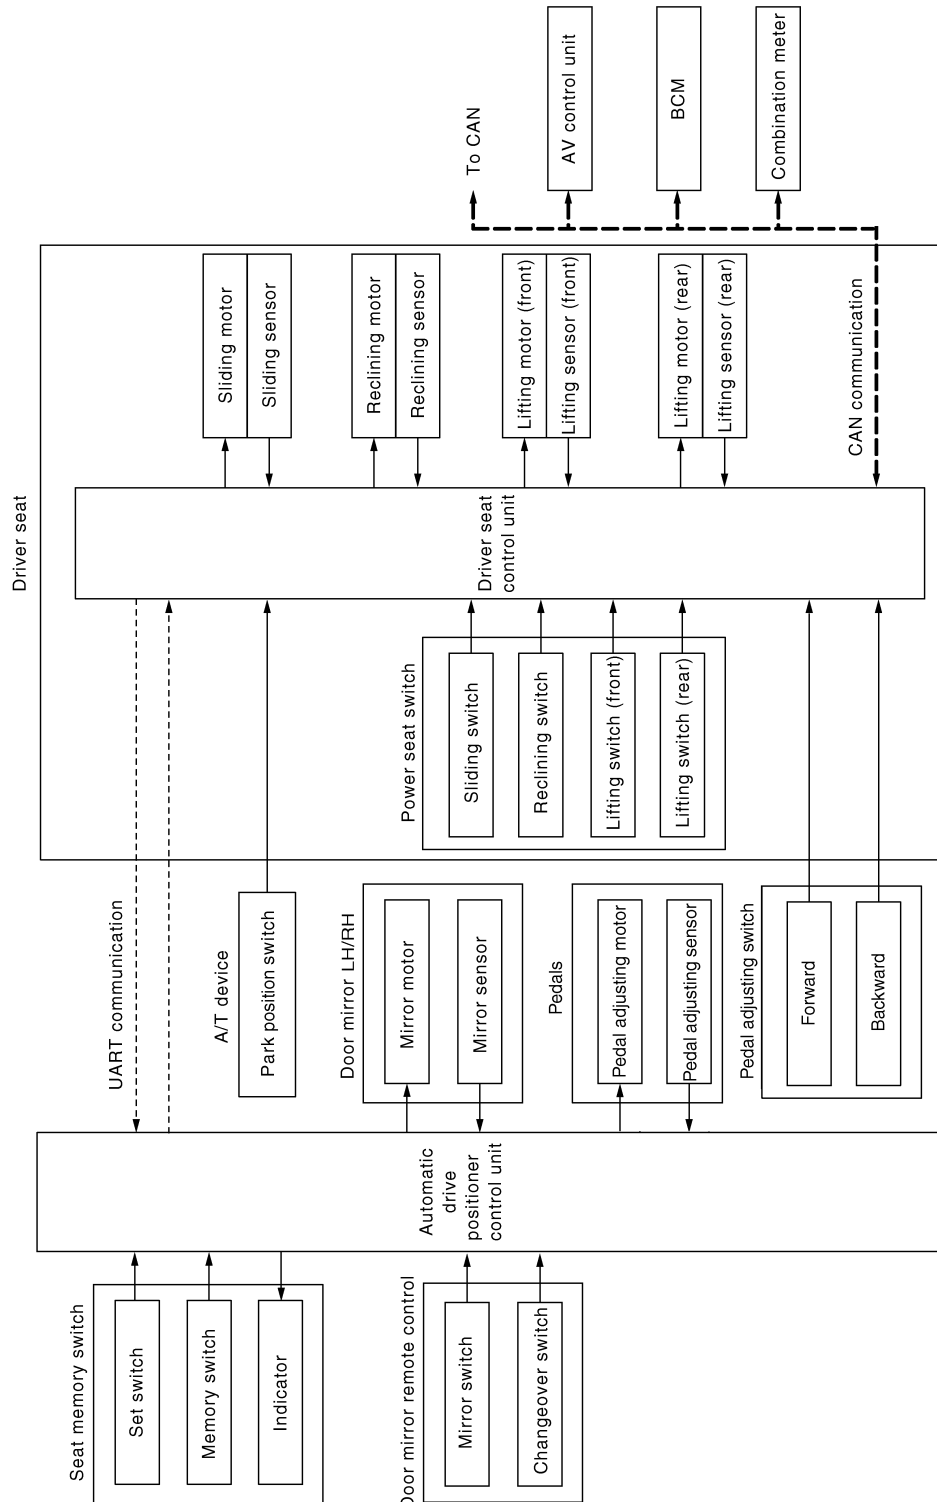 Seat memory switch
Set switch
Memory switch
Indicator
Door mirror remote control
Mirror switch
Changeover switch
Automatic
drive
positioner
control unit
UART communication
A/T device
Park position switch
Door mirror LH/RH
Mirror motor
Mirror sensor
Pedals
Pedal adjusting motor
Pedal adjusting sensor
Pedal adjusting switch
Forward
Backward
Driver seat
Power seat switch
Sliding switch
Reclining switch
Lifting switch (front)
Lifting switch (rear)
Driver seat
control unit
Sliding motor
Sliding sensor
Reclining motor
Reclining sensor
Lifting motor (front)
Lifting sensor (front)
Lifting motor (rear)
Lifting sensor (rear)
CAN communication
To CAN
AV control unit
BCM
Combination meter